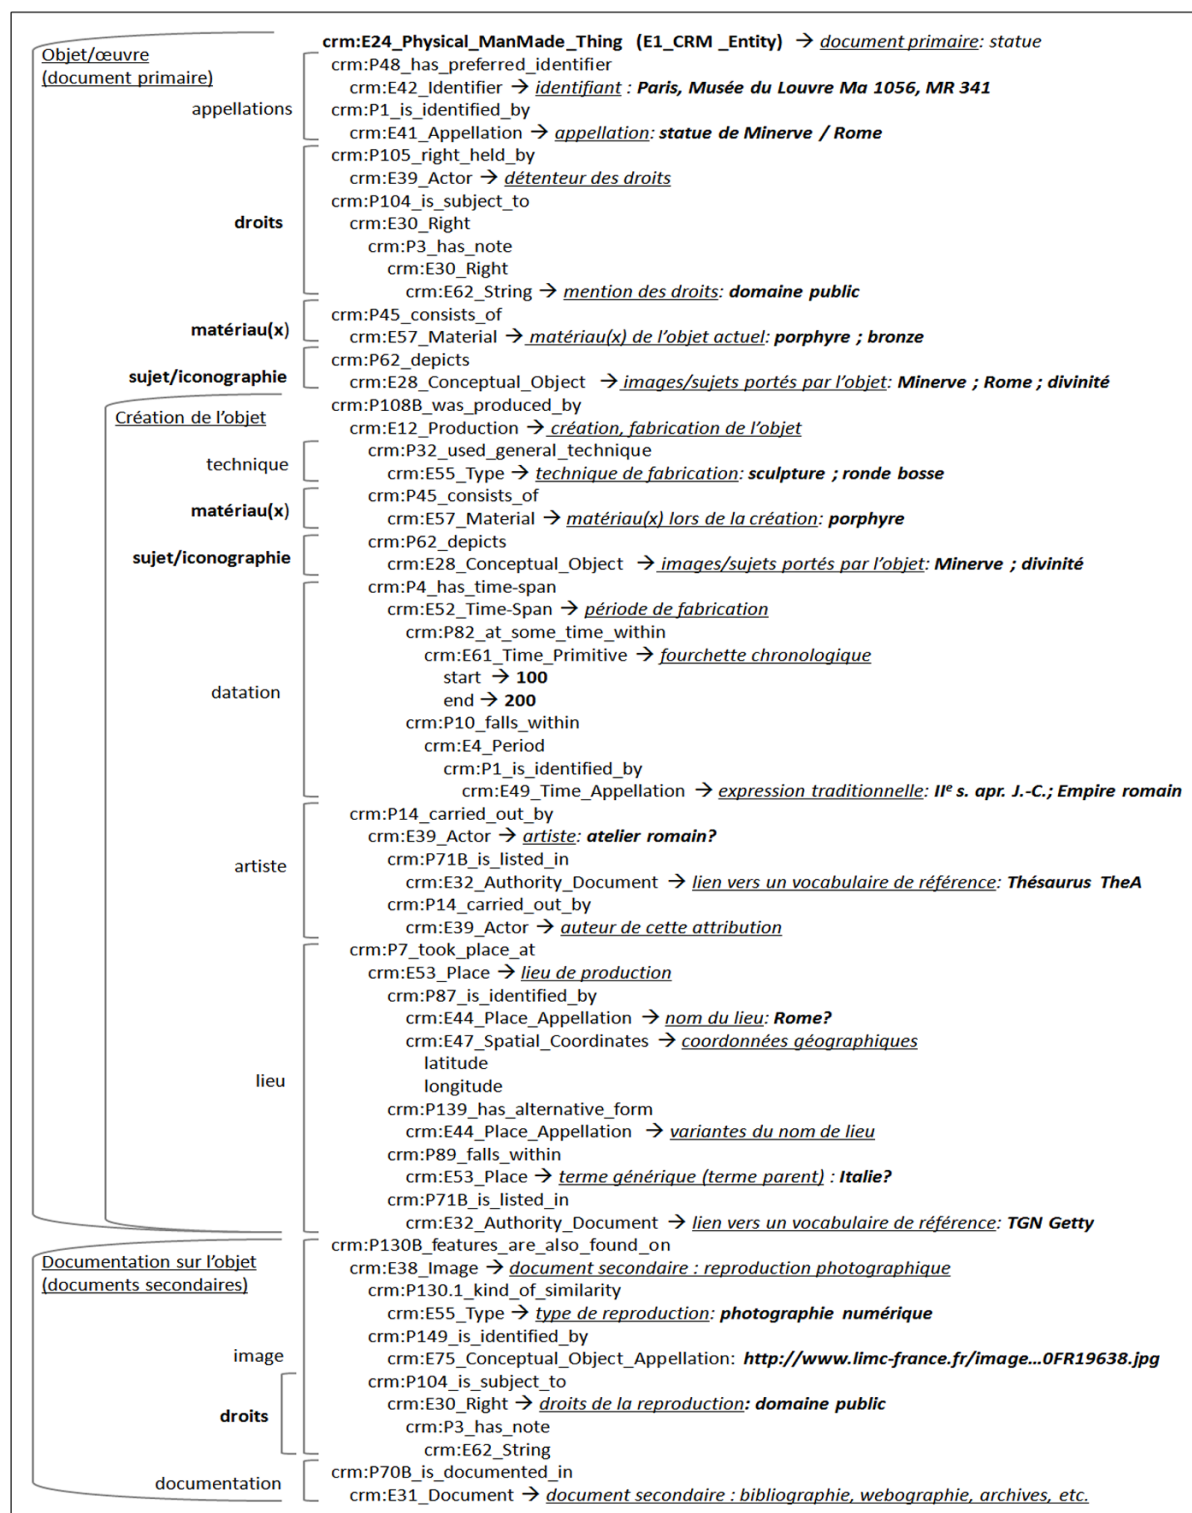 crm:E24_Physical_ManMade_Thing (E1_CRM _Entity) → document primaire: statue
Objet/œuvre
(document primaire)
crm:P48_has_preferred_identifier
crm:E42_Identifier → identifiant : Paris, Musée du Louvre Ma 1056, MR 341
appellations
crm:P1_is_identified_by
crm:E41_Appellation → appellation: statue de Minerve / Rome
crm:P105_right_held_by
crm:E39_Actor → détenteur des droits
crm:P104_is_subject_to
droits
crm:E30_Right
crm:P3_has_note
crm:E30_Right
crm:E62_String → mention des droits: domaine public
crm:P45_consists_of
matériau(x)
crm:E57_Material → matériau(x) de l'objet actuel: porphyre ; bronze
crm:P62_depicts
sujet/iconographie
crm:E28_Conceptual_Object → images/sujets portés par l'objet: Minerve ; Rome ; divinité
crm:P108B_was_produced_by
Création de l'objet
crm:E12_Production → création, fabrication de l'objet
crm:P32_used_general_technique
technique
crm:E55_Type → technique de fabrication: sculpture ; ronde bosse
crm:P45_consists_of
matériau(x)
crm:E57_Material → matériau(x) lors de la création: porphyre
crm:P62_depicts
sujet/iconographie
crm:E28_Conceptual_Object → images/sujets portés par l'objet: Minerve ; divinité
crm:P4_has_time-span
crm:E52_Time-Span → période de fabrication
crm:P82_at_some_time_within
crm:E61_Time_Primitive → fourchette chronologique
start → 100
datation
end → 200
crm:P10_falls_within
crm:E4_Period
crm:P1_is_identified_by
crm:E49_Time_Appellation → expression traditionnelle: IIe s. apr. J.-C.; Empire romain
crm:P14_carried_out_by
crm:E39_Actor → artiste: atelier romain?
crm:P71B_is_listed_in
artiste
crm:E32_Authority_Document → lien vers un vocabulaire de référence: Thésaurus TheA
crm:P14_carried_out_by
crm:E39_Actor → auteur de cette attribution
crm:P7_took_place_at
crm:E53_Place → lieu de production
crm:P87_is_identified_by
crm:E44_Place_Appellation → nom du lieu: Rome?
crm:E47_Spatial_Coordinates → coordonnées géographiques
latitude
lieu
longitude
crm:P139_has_alternative_form
crm:E44_Place_Appellation → variantes du nom de lieu
crm:P89_falls_within
crm:E53_Place → terme générique (terme parent) : Italie?
crm:P71B_is_listed_in
crm:E32_Authority_Document → lien vers un vocabulaire de référence: TGN Getty
crm:P130B_features_are_also_found_on
Documentation sur l'objet
(documents secondaires)
crm:E38_Image → document secondaire : reproduction photographique
crm:P130.1_kind_of_similarity
crm:E55_Type → type de reproduction: photographie numérique
crm:P149_is_identified_by
image
crm:E75_Conceptual_Object_Appellation: http://www.limc-france.fr/image...0FR19638.jpg
crm:P104_is_subject_to
crm:E30_Right → droits de la reproduction: domaine public
droits
crm:P3_has_note
crm:E62_String
crm:P70B_is_documented_in
documentation
crm:E31_Document → document secondaire : bibliographie, webographie, archives, etc.